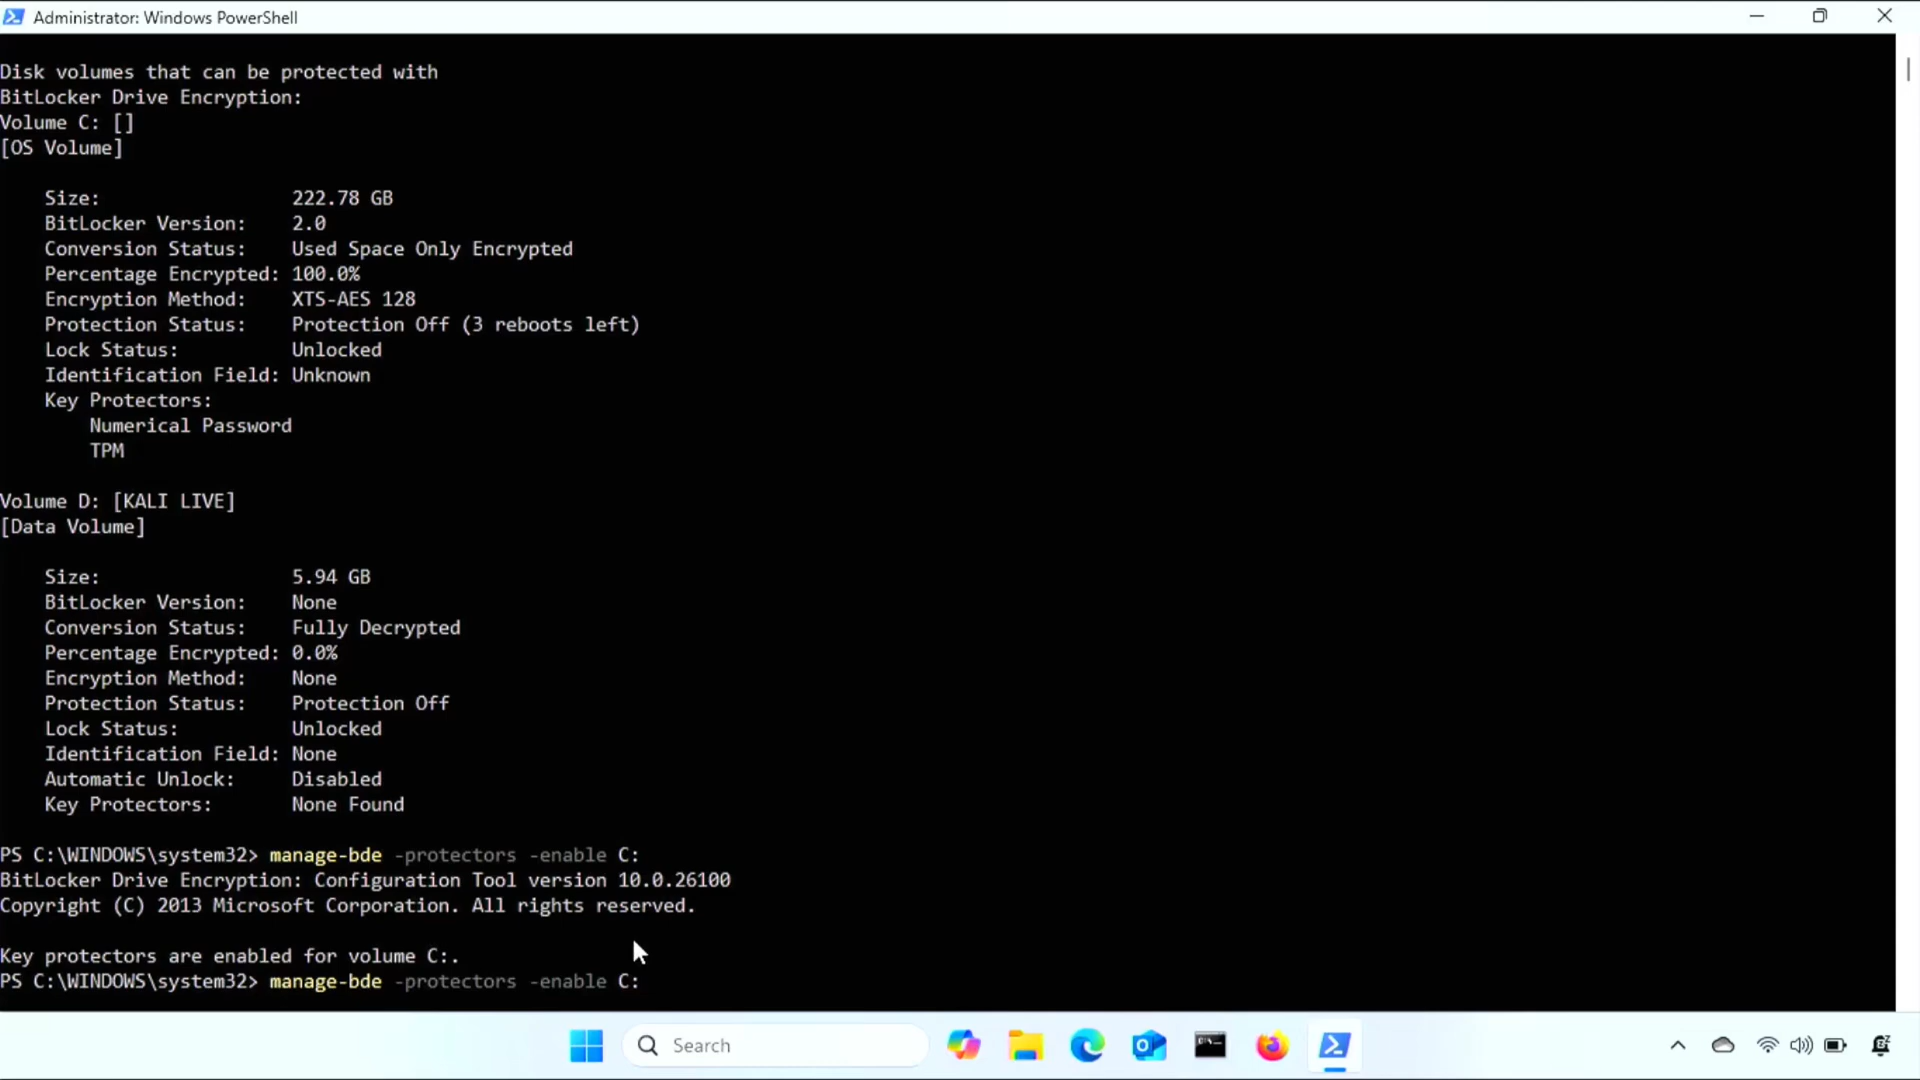 Administrator: Windows PowerShell
Disk volumes that can be protected with
BitLocker Drive Encryption:
Volume C: []
[OS Volume]
Size: 222.78 GB
BitLocker Version: 2.0
Conversion Status: Used Space Only Encrypted
Percentage Encrypted: 100.0%
Encryption Method: XTS-AES 128
Protection Status: Protection Off (3 reboots left)
Lock Status: Unlocked
Identification Field: Unknown
Key Protectors:
Numerical Password
TPM
Volume D: [KALI LIVE]
[Data Volume]
Size: 5.94 GB
BitLocker Version: None
Conversion Status: Fully Decrypted
Percentage Encrypted: 0.0%
Encryption Method: None
Protection Status: Protection Off
Lock Status: Unlocked
Identification Field: None
Automatic Unlock: Disabled
Key Protectors: None Found
PS C:\WINDOWS\system32> manage-bde -protectors -enable C:
BitLocker Drive Encryption: Configuration Tool version 10.0.26100
Copyright (C) 2013 Microsoft Corporation. All rights reserved.
Key protectors are enabled for volume C:.
PS C:\WINDOWS\system32> manage-bde -protectors -enable C:
Search